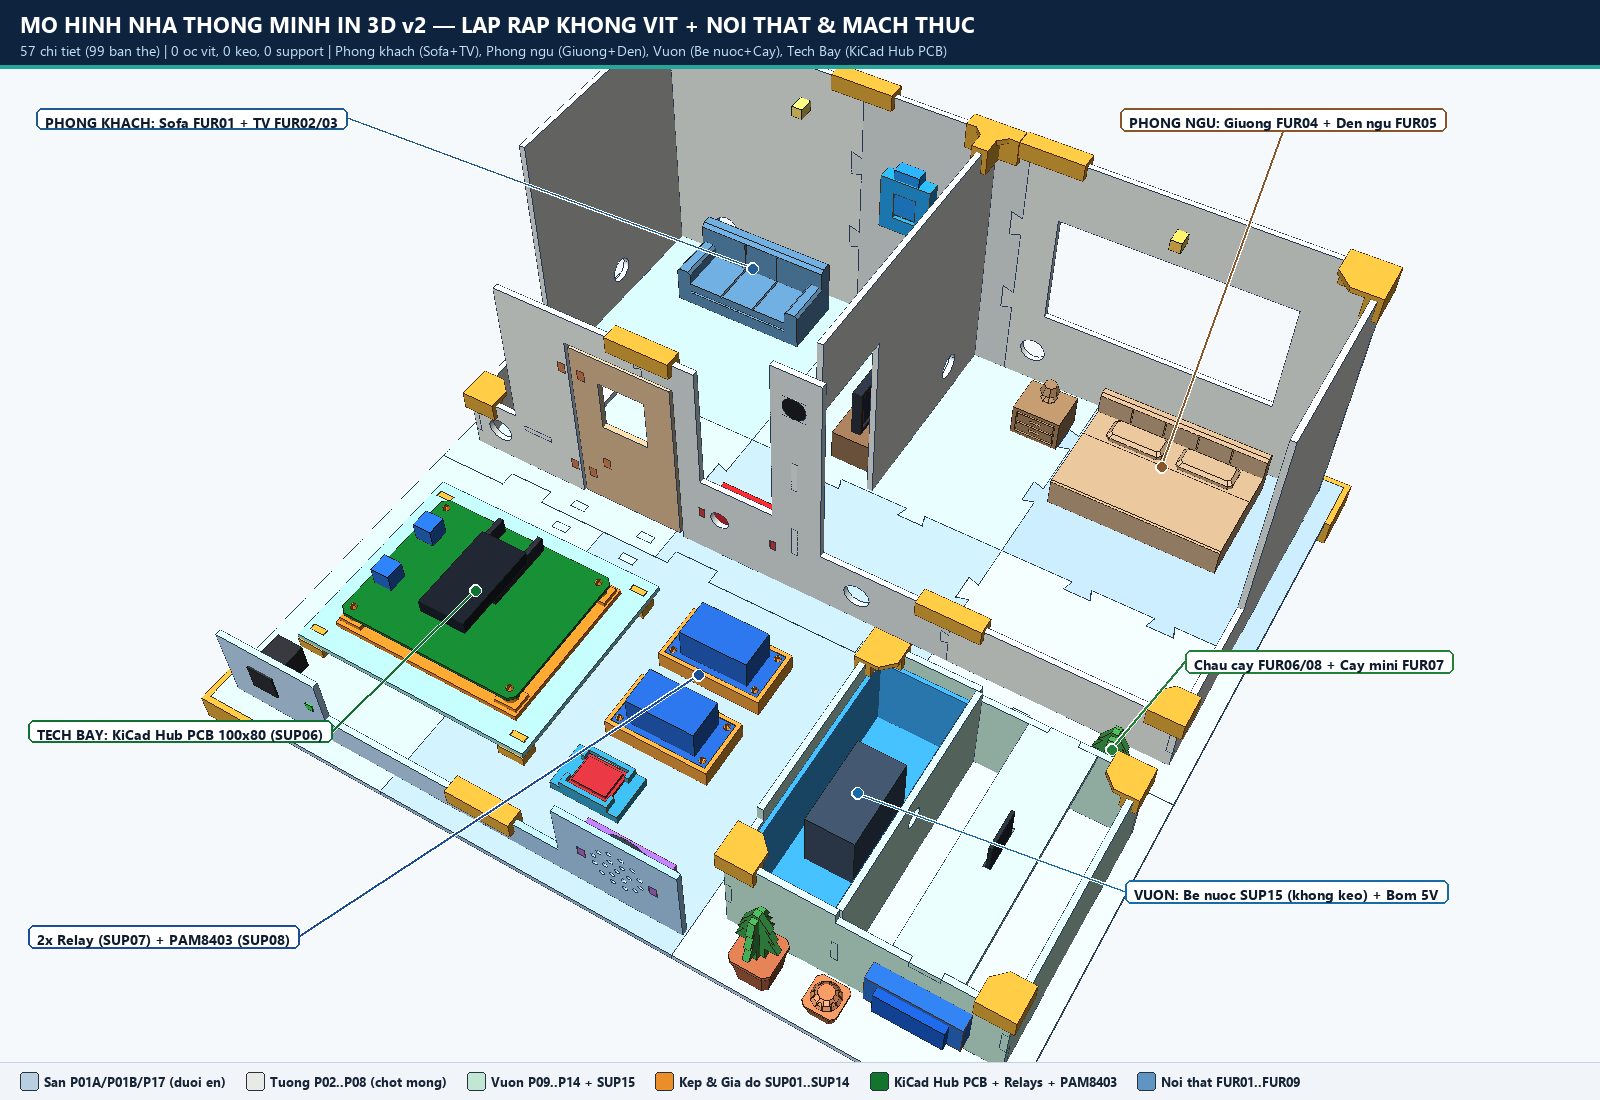 MO HINH NHA THONG MINH IN 3D v2 — LAP RAP KHONG VIT + NOI THAT & MACH THUC
57 chi tiet (99 ban the) | 0 oc vit, 0 keo, 0 support | Phong khach (Sofa+TV), Phong ngu (Giuong+Den), Vuon (Be nuoc+Cay), Tech Bay (KiCad Hub PCB)
PHONG KHACH: Sofa FUR01 + TV FUR02/03
PHONG NGU: Giuong FUR04 + Den ngu FUR05
Chau cay FUR06/08 + Cay mini FUR07
TECH BAY: KiCad Hub PCB 100x80 (SUP06)
VUON: Be nuoc SUP15 (khong keo) + Bom 5V
2x Relay (SUP07) + PAM8403 (SUP08)
San P01A/P01B/P17 (duoi en)
Tuong P02..P08 (chot mong)
Vuon P09..P14 + SUP15
Kep & Gia do SUP01..SUP14
KiCad Hub PCB + Relays + PAM8403
Noi that FUR01..FUR09